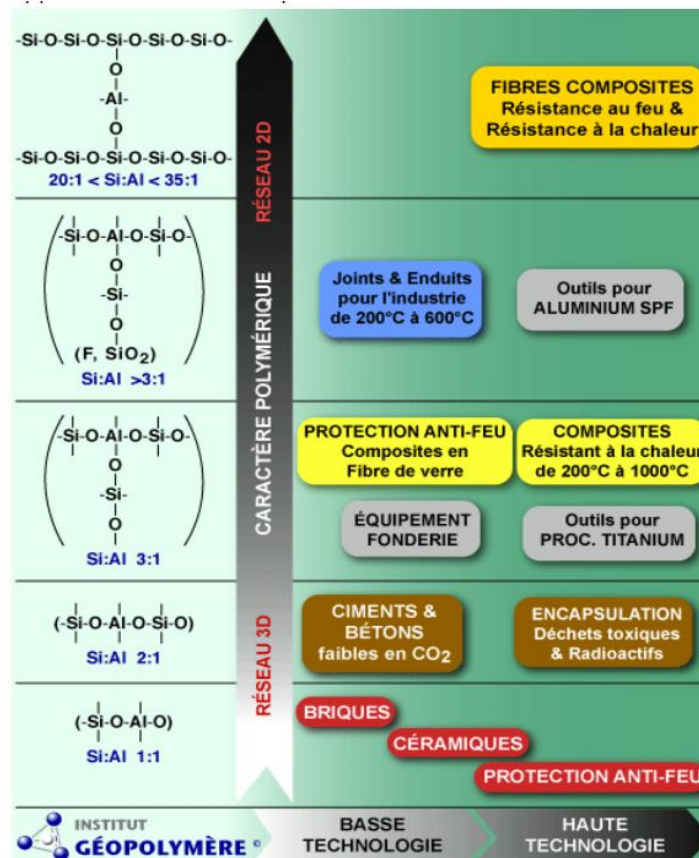 -Si-O-Si-O-Si-O-Si-O-Si-O-
O
-Al-
O
-Si-O-Si-O-Si-O-Si-O-Si-O-
20:1 < Si:Al < 35:1
FIBRES COMPOSITES
Résistance au feu &
Résistance à la chaleur
-Si-O-Al-O-Si-O-
O
-Si-
O
(F, SiO2)
Si:Al >3:1
Joints & Enduits
pour l'industrie
de 200°C à 600°C
Outils pour
ALUMINIUM SPF
-Si-O-Al-O-Si-O-
O
-Si-
O
Si:Al 3:1
PROTECTION ANTI-FEU
Composites en
Fibre de verre
COMPOSITES
Résistant à la chaleur
de 200°C à 1000°C
ÉQUIPEMENT
FONDERIE
Outils pour
PROC. TITANIUM
(-Si-O-Al-O-Si-O)
Si:Al 2:1
CIMENTS &
BÉTONS
faibles en CO2
ENCAPSULATION
Déchets toxiques
& Radioactifs
(-Si-O-Al-O)
Si:Al 1:1
BRIQUES
CÉRAMIQUES
PROTECTION ANTI-FEU
RÉSEAU 2D
CARACTÈRE POLYMÉRIQUE
RÉSEAU 3D
INSTITUT
GÉOPOLYMÈRE ©
BASSE
TECHNOLOGIE
HAUTE
TECHNOLOGIE